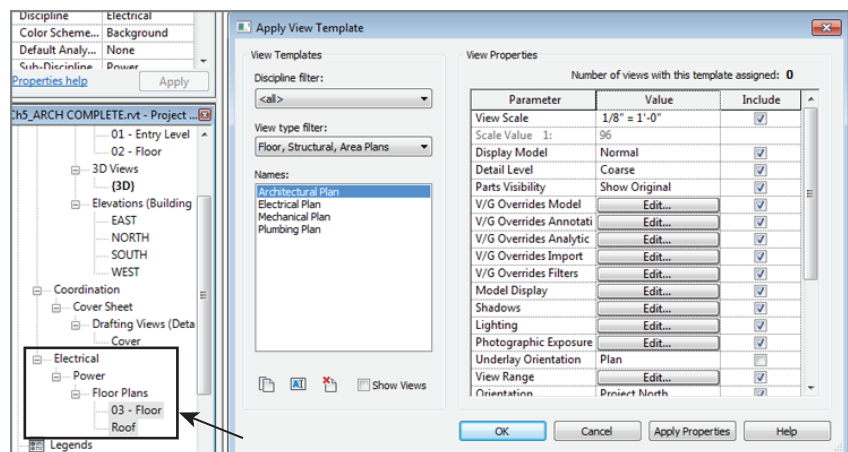 Discipline Electrical
Color Scheme... Background
Default Analy... None
Sub-Discipline Power
Properties help Apply
Ch5_ARCH COMPLETE.rvt - Project ...
01 - Entry Level
02 - Floor
3D Views
(3D)
Elevations (Building
EAST
NORTH
SOUTH
WEST
Coordination
Cover Sheet
Drafting Views (Deta
Cover
Electrical
Power
Floor Plans
03 - Floor
Roof
Legends
Apply View Template
View Templates
Discipline filter:
<all>
View type filter:
Floor, Structural, Area Plans
Names:
Architectural Plan
Electrical Plan
Mechanical Plan
Plumbing Plan
Show Views
View Properties
Number of views with this template assigned: 0
Parameter Value Include
View Scale 1/8" = 1'-0"
Scale Value 1: 96
Display Model Normal
Detail Level Coarse
Parts Visibility Show Original
V/G Overrides Model Edit...
V/G Overrides Annotati Edit...
V/G Overrides Analytic Edit...
V/G Overrides Import Edit...
V/G Overrides Filters Edit...
Model Display Edit...
Shadows Edit...
Lighting Edit...
Photographic Exposure Edit...
Underlay Orientation Plan
View Range Edit...
Orientation Project North
OK Cancel Apply Properties Help